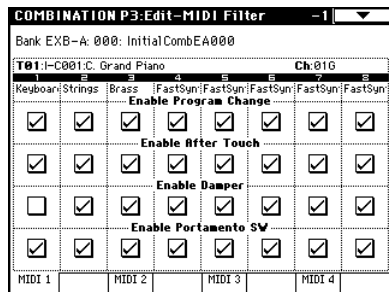 COMBINATION P3:Edit-MIDI Filter -1
Bank EXB-A: 000: InitialCombEA000
T01:I-C001:C. Grand Piano Ch:01G
1 2 3 4 5 6 7 8
Keyboar Strings Brass FastSyn FastSyn FastSyn FastSyn FastSyn
Enable Program Change
Enable After Touch
Enable Damper
Enable Portamento SW
MIDI 1 MIDI 2 MIDI 3 MIDI 4